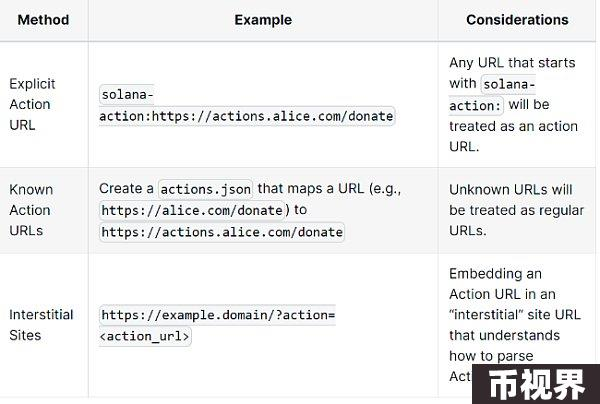 Method Example Considerations
Explicit
Action
URL
solana-
action:https://actions.alice.com/donate
Any URL that starts
with solana-
action: will be
treated as an action
URL.
Known
Action
URLs
Create a actions.json that maps a URL (e.g.,
https://alice.com/donate) to
https://actions.alice.com/donate
Unknown URLs will
be treated as regular
URLs.
Interstitial
Sites
https://example.domain/?action=
<action_url>
Embedding an
Action URL in an
“interstitial” site URL
that understands
how to parse
币视界